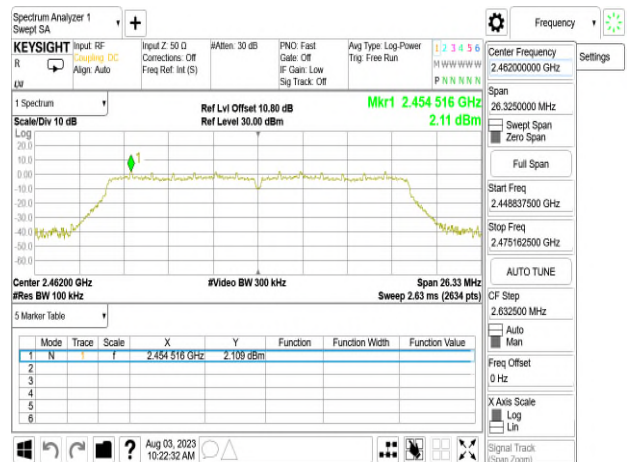 Spectrum Analyzer 1
Swept SA
Frequency
KEYSIGHT
R
Input: RF
Coupling: DC
Align: Auto
Input Z: 50 Ω
Corrections: Off
Freq Ref: Int (S)
#Atten: 30 dB
PNO: Fast
Gate: Off
IF Gain: Low
Sig Track: Off
Avg Type: Log-Power
Trig: Free Run
1 2 3 4 5 6
M W W W W W
P N N N N N
Center Frequency
2.462000000 GHz
Settings
Span
26.3250000 MHz
Swept Span
Zero Span
Full Span
Start Freq
2.448837500 GHz
Stop Freq
2.475162500 GHz
AUTO TUNE
CF Step
2.632500 MHz
Auto
Man
Freq Offset
0 Hz
X Axis Scale
Log
Lin
Signal Track
(Span Zoom)
1 Spectrum
Scale/Div 10 dB
Ref Lvl Offset 10.80 dB
Ref Level 30.00 dBm
Mkr1 2.454 516 GHz
2.11 dBm
Log
20.0
10.0
0.00
-10.0
-20.0
-30.0
-40.0
-50.0
-60.0
1
Center 2.46200 GHz
#Res BW 100 kHz
#Video BW 300 kHz
Span 26.33 MHz
Sweep 2.63 ms (2634 pts)
5 Marker Table
Mode Trace Scale X Y Function Function Width Function Value
1 N 1 f 2.454 516 GHz 2.109 dBm
2
3
4
5
6
?
Aug 03, 2023
10:22:32 AM